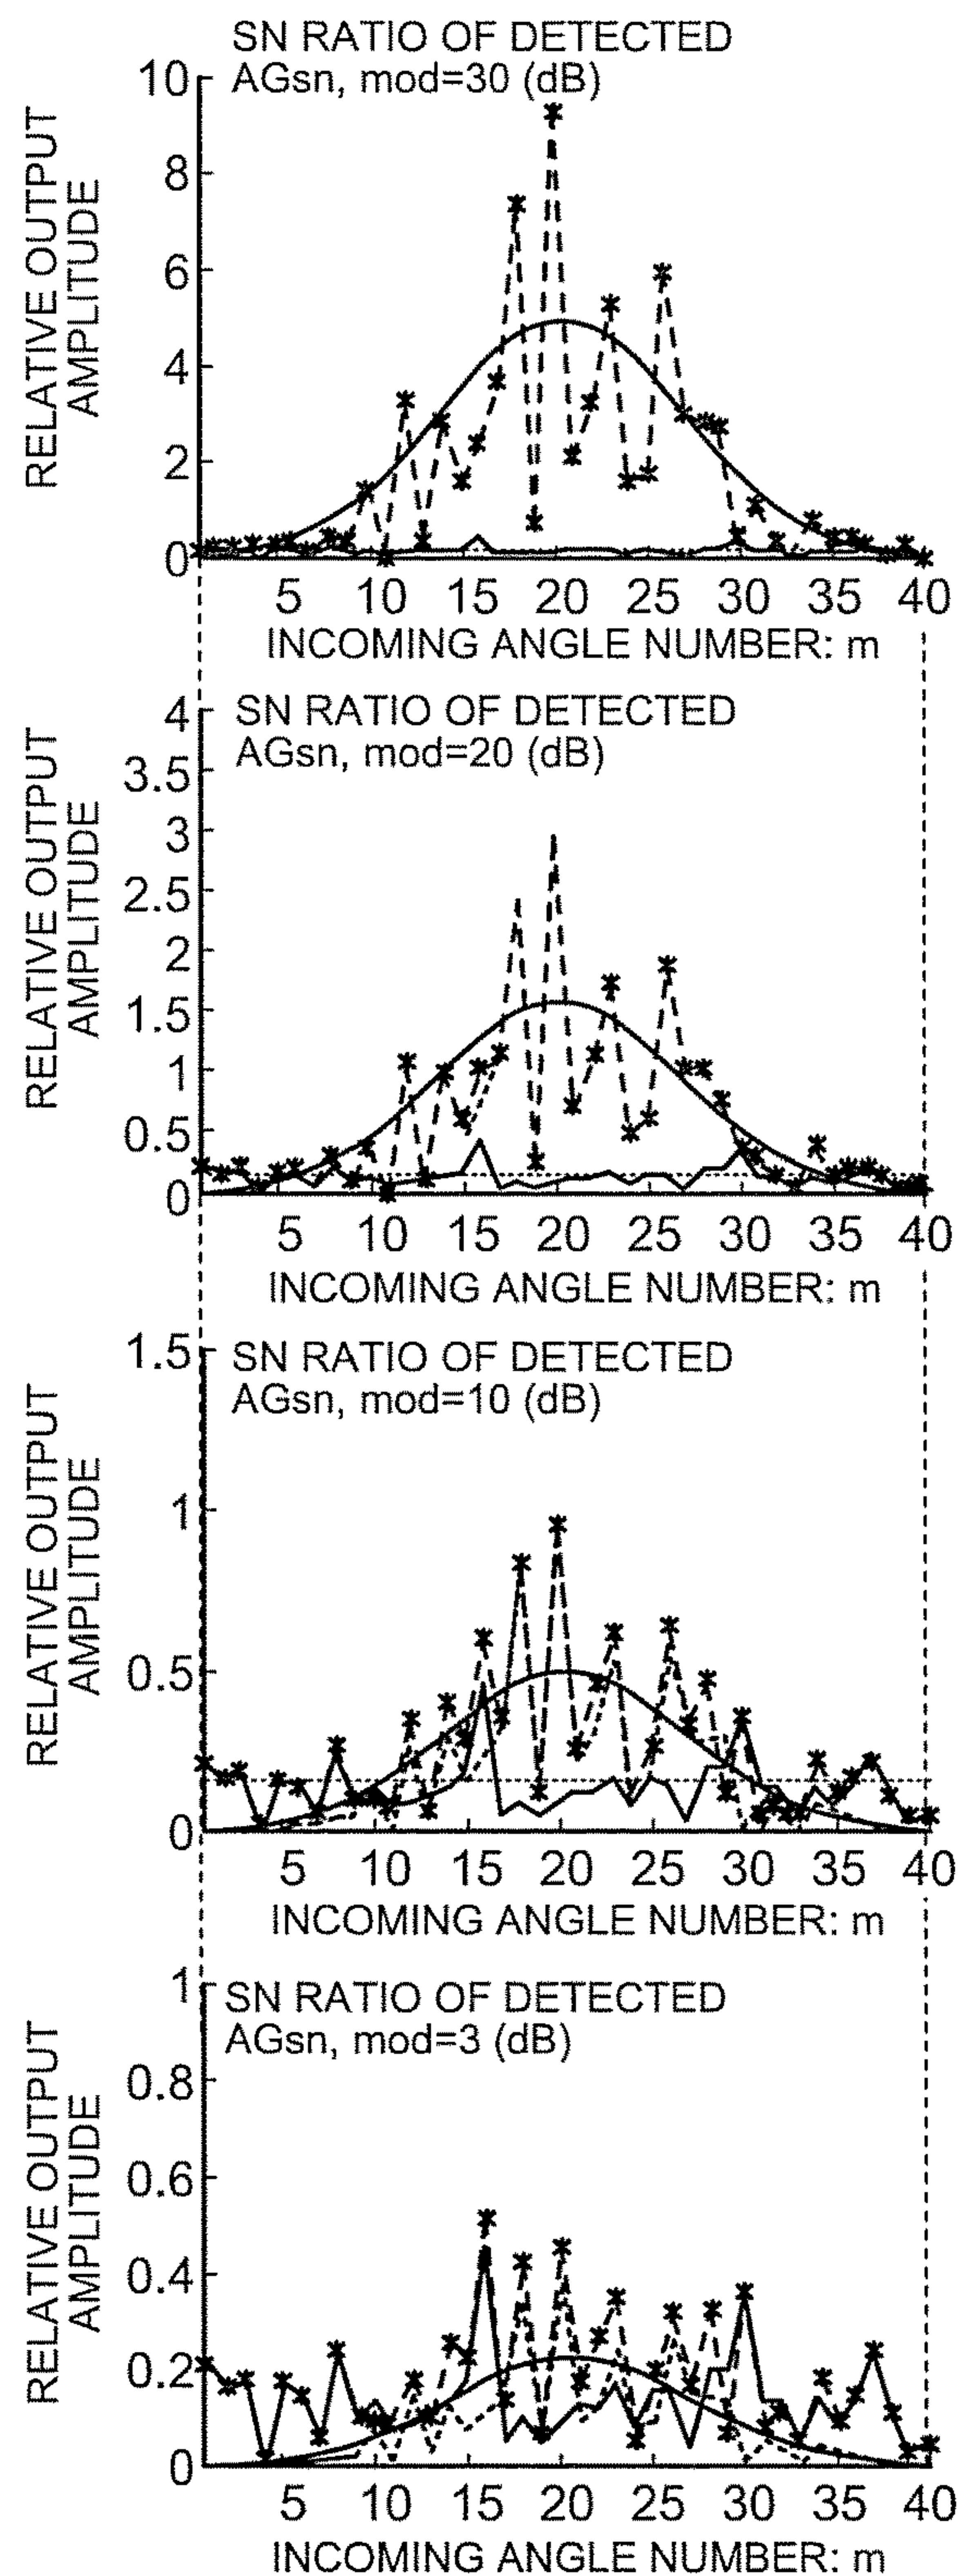 SN RATIO OF DETECTED
AGsn, mod=30 (dB)
RELATIVE OUTPUT
AMPLITUDE
10
8
6
4
2
0
5 10 15 20 25 30 35 40
INCOMING ANGLE NUMBER: m
SN RATIO OF DETECTED
AGsn, mod=20 (dB)
RELATIVE OUTPUT
AMPLITUDE
4
3.5
3
2.5
2
1.5
1
0.5
0
5 10 15 20 25 30 35 40
INCOMING ANGLE NUMBER: m
SN RATIO OF DETECTED
AGsn, mod=10 (dB)
RELATIVE OUTPUT
AMPLITUDE
1.5
1
0.5
0
5 10 15 20 25 30 35 40
INCOMING ANGLE NUMBER: m
SN RATIO OF DETECTED
AGsn, mod=3 (dB)
RELATIVE OUTPUT
AMPLITUDE
1
0.8
0.6
0.4
0.2
0
5 10 15 20 25 30 35 40
INCOMING ANGLE NUMBER: m